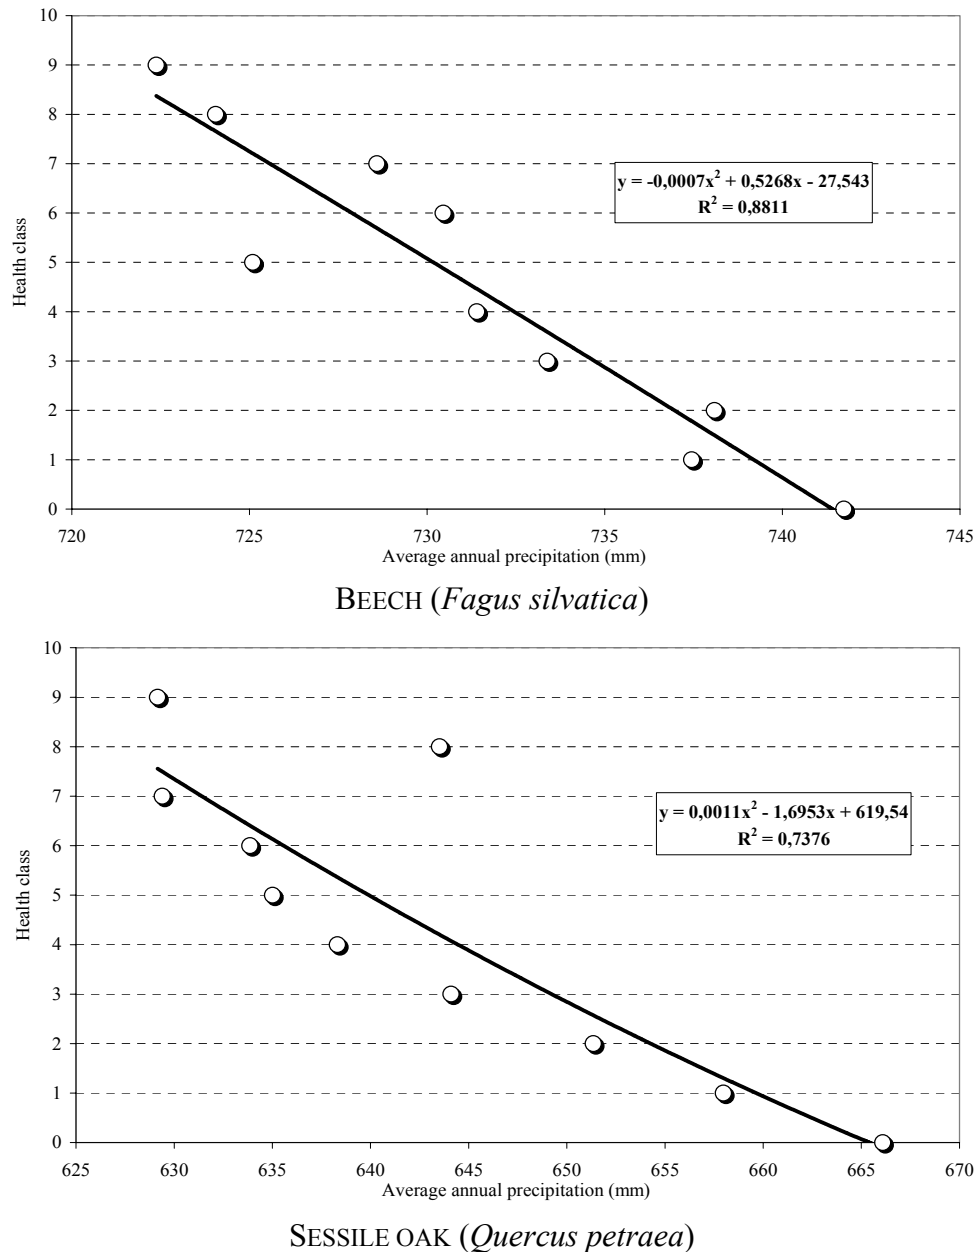 10
9
8
7
6
5
4
3
2
1
0
Health class
y = -0,0007x² + 0,5268x - 27,543
R² = 0,8811
720 725 730 735 740 745
Average annual precipitation (mm)
BEECH (Fagus silvatica)
10
9
8
7
6
5
4
3
2
1
0
Health class
y = 0,0011x² - 1,6953x + 619,54
R² = 0,7376
625 630 635 640 645 650 655 660 665 670
Average annual precipitation (mm)
SESSILE OAK (Quercus petraea)